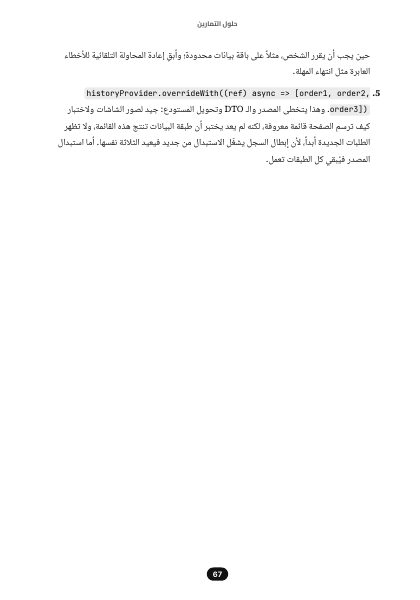 حلول التمارين
حين يجب أن يقرر الشخص، مثلاً على باقة بيانات محدودة؛ وأبقِ إعادة المحاولة التلقائية للأخطاء
العابرة مثل انتهاء المهلة.
5. historyProvider.overrideWith((ref) async => [order1, order2,
order3]). وهذا يتخطى المصدر والـ DTO وتحويل المستودع: جيد لصور الشاشات ولاختبار
كيف ترسم الصفحة قائمة معروفة، لكنه لم يعد يختبر أن طبقة البيانات تنتج هذه القائمة، ولا تظهر
الطلبات الجديدة أبداً، لأن إبطال السجل يشغّل الاستبدال من جديد فيعيد الثلاثة نفسها. أما استبدال
المصدر فيُبقي كل الطبقات تعمل.
67